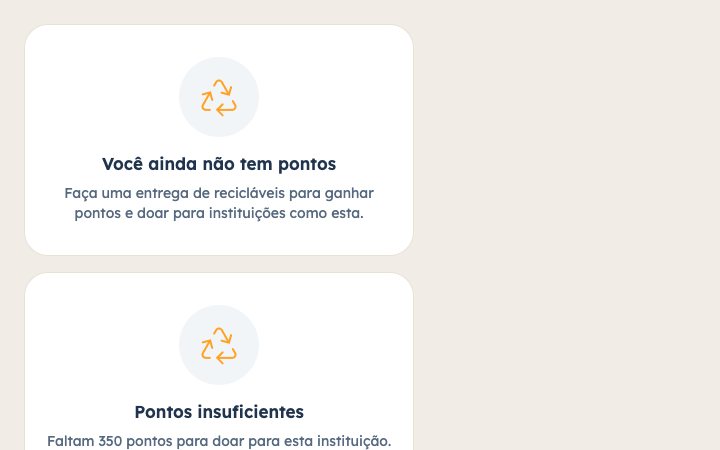 Você ainda não tem pontos
Faça uma entrega de recicláveis para ganhar
pontos e doar para instituições como esta.
Pontos insuficientes
Faltam 350 pontos para doar para esta instituição.